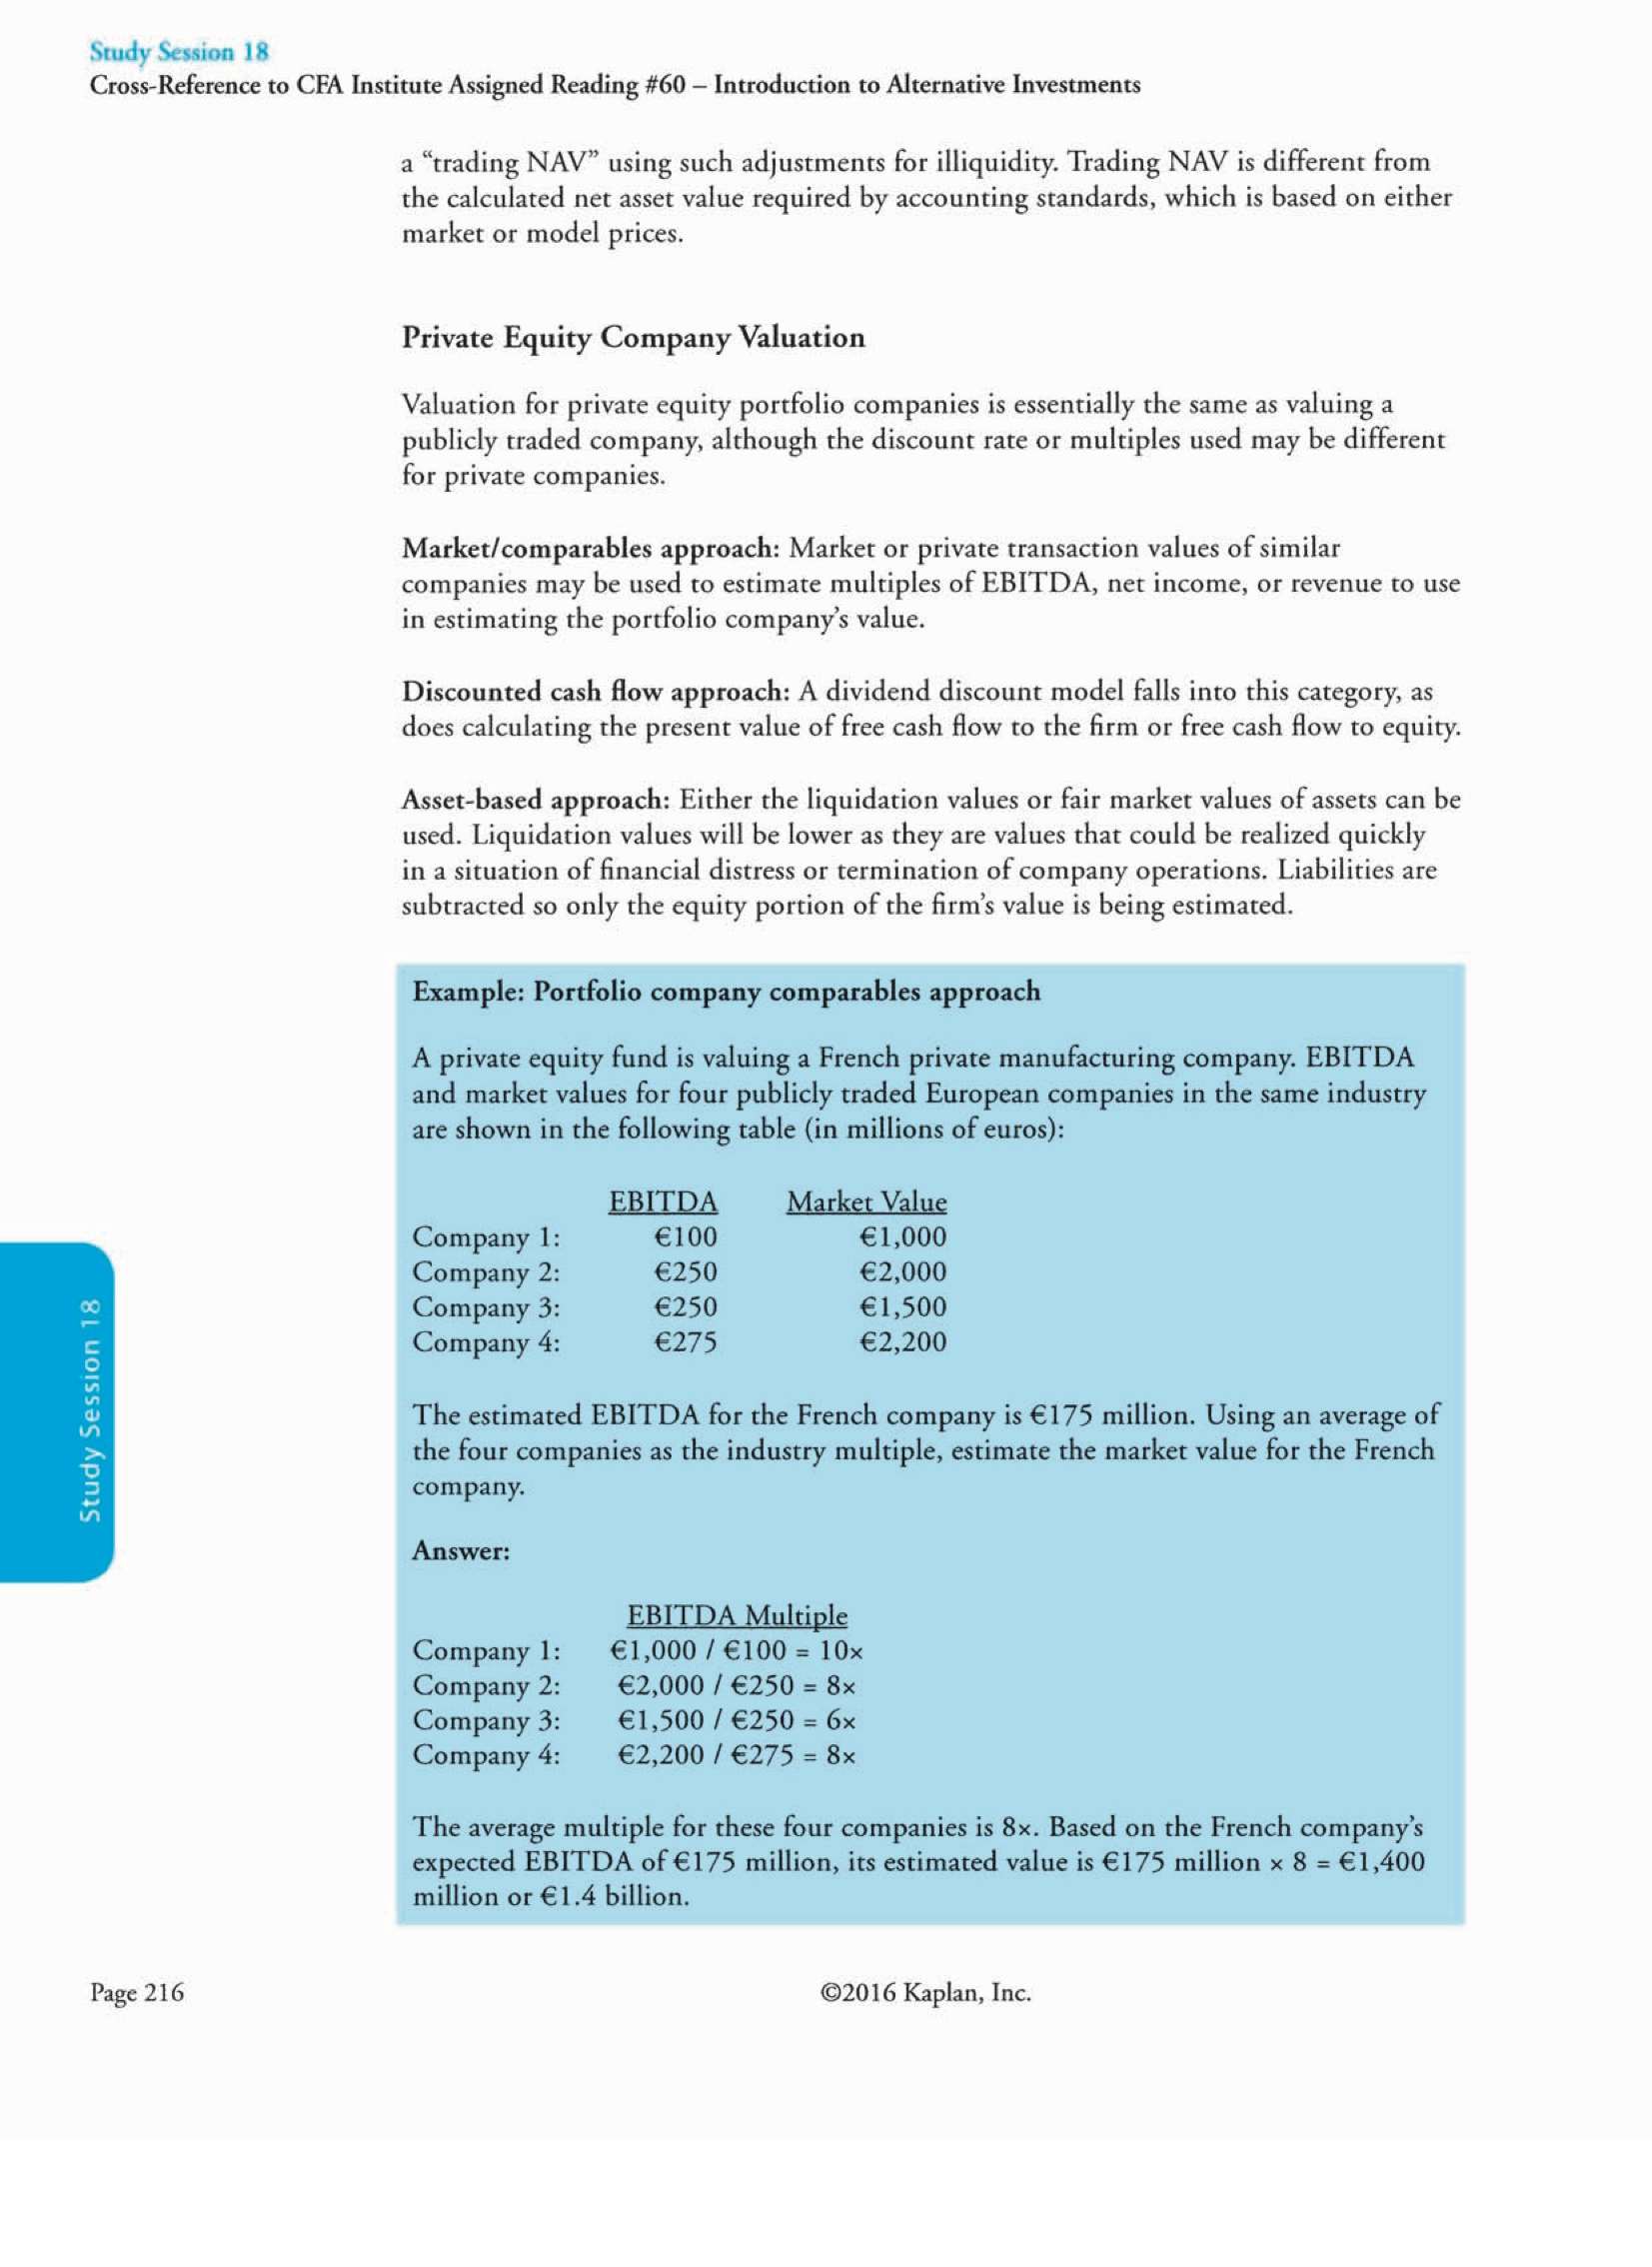 Study Session 18
Cross-Reference to CFA Institute Assigned Reading #60 – Introduction to Alternative Investments
a “trading NAV” using such adjustments for illiquidity. Trading NAV is different from
the calculated net asset value required by accounting standards, which is based on either
market or model prices.
Private Equity Company Valuation
Valuation for private equity portfolio companies is essentially the same as valuing a
publicly traded company, although the discount rate or multiples used may be different
for private companies.
Market/comparables approach: Market or private transaction values of similar
companies may be used to estimate multiples of EBITDA, net income, or revenue to use
in estimating the portfolio company’s value.
Discounted cash flow approach: A dividend discount model falls into this category, as
does calculating the present value of free cash flow to the firm or free cash flow to equity.
Asset-based approach: Either the liquidation values or fair market values of assets can be
used. Liquidation values will be lower as they are values that could be realized quickly
in a situation of financial distress or termination of company operations. Liabilities are
subtracted so only the equity portion of the firm’s value is being estimated.
Example: Portfolio company comparables approach
A private equity fund is valuing a French private manufacturing company. EBITDA
and market values for four publicly traded European companies in the same industry
are shown in the following table (in millions of euros):
EBITDA Market Value
Company 1: €100 €1,000
Company 2: €250 €2,000
Company 3: €250 €1,500
Company 4: €275 €2,200
The estimated EBITDA for the French company is €175 million. Using an average of
the four companies as the industry multiple, estimate the market value for the French
company.
Answer:
EBITDA Multiple
Company 1: €1,000 / €100 = 10×
Company 2: €2,000 / €250 = 8×
Company 3: €1,500 / €250 = 6×
Company 4: €2,200 / €275 = 8×
The average multiple for these four companies is 8×. Based on the French company’s
expected EBITDA of €175 million, its estimated value is €175 million × 8 = €1,400
million or €1.4 billion.
Study Session 18
Page 216 ©2016 Kaplan, Inc.